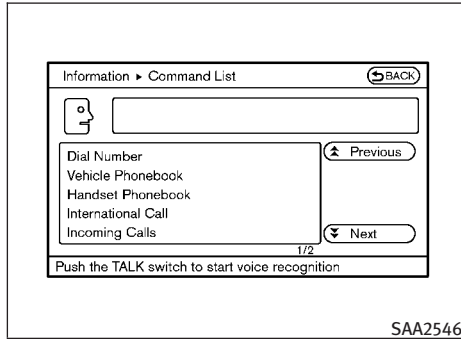 Information ▸ Command List
BACK
Dial Number
Previous
Vehicle Phonebook
Handset Phonebook
International Call
Incoming Calls
Next
1/2
Push the TALK switch to start voice recognition
SAA2546